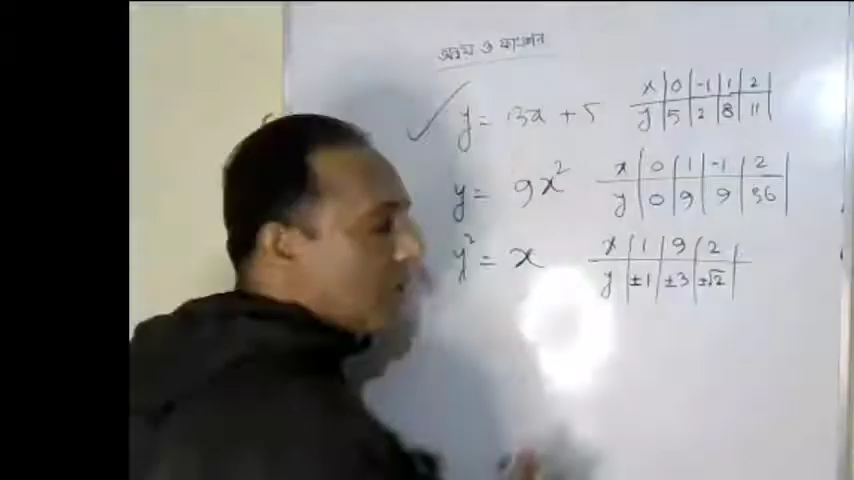 অন্বয় ও ফাংশন
y = 3x + 5
x 0 -1 1 2
y 5 2 8 11
y = 9x²
x 0 1 -1 2
y 0 9 9 36
y² = x
x 1 9 2
y ±1 ±3 ±√2